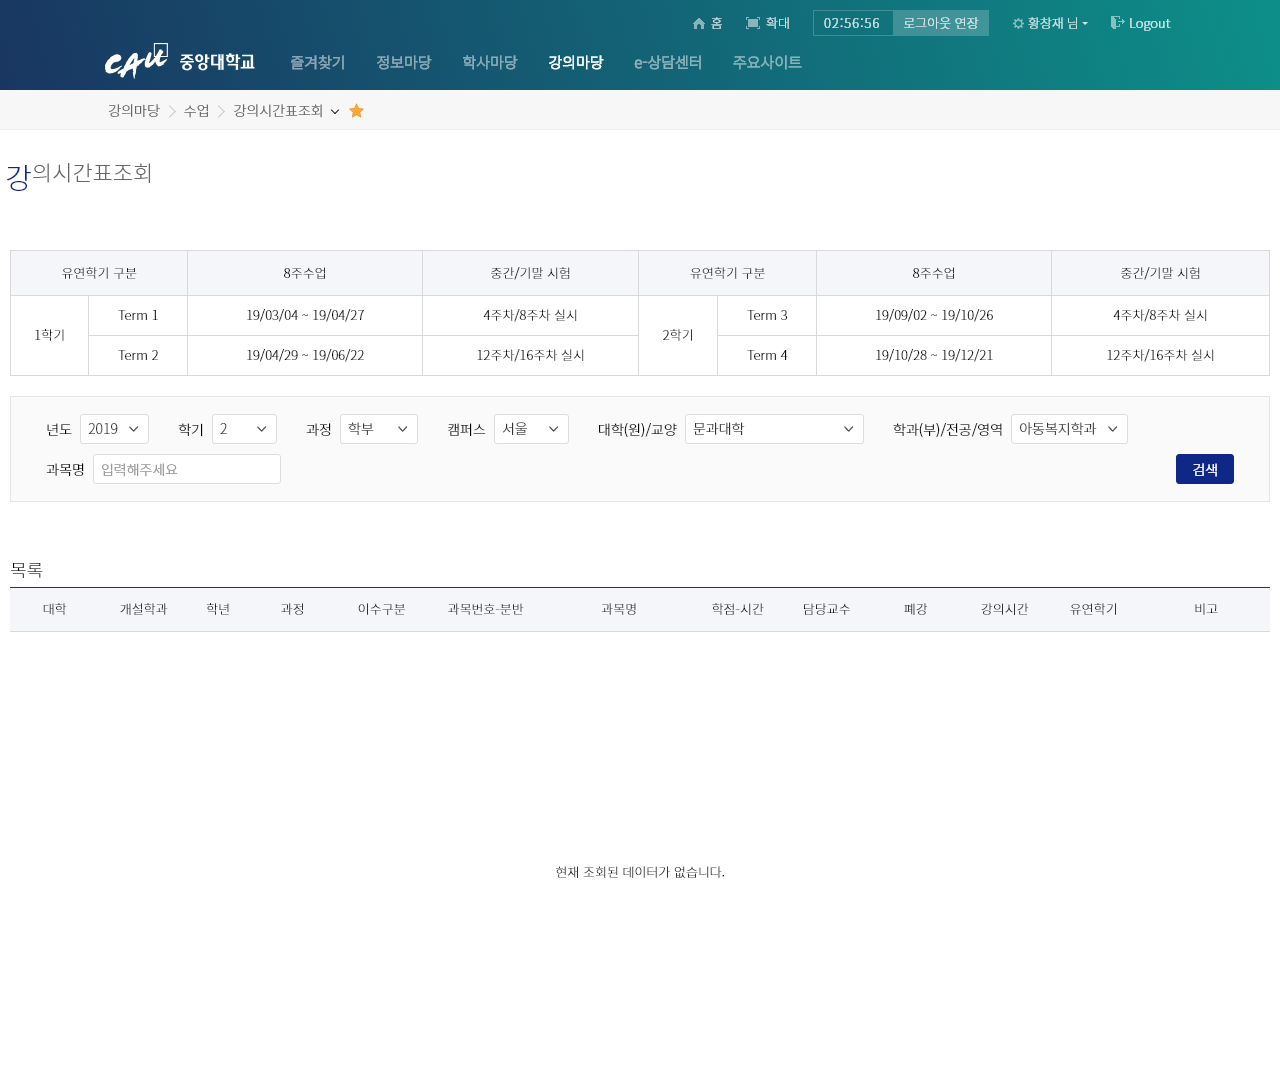 홈 확대 02:56:56 로그아웃 연장 황창재 님 Logout
CAU 중앙대학교 즐겨찾기 정보마당 학사마당 강의마당 e-상담센터 주요사이트
강의마당 수업 강의시간표조회
강의시간표조회
유연학기 구분 8주수업 중간/기말 시험 유연학기 구분 8주수업 중간/기말 시험
1학기 Term 1 19/03/04 ~ 19/04/27 4주차/8주차 실시 2학기 Term 3 19/09/02 ~ 19/10/26 4주차/8주차 실시
Term 2 19/04/29 ~ 19/06/22 12주차/16주차 실시 Term 4 19/10/28 ~ 19/12/21 12주차/16주차 실시
년도 2019 학기 2 과정 학부 캠퍼스 서울 대학(원)/교양 문과대학 학과(부)/전공/영역 아동복지학과
과목명 입력해주세요 검색
목록
대학 개설학과 학년 과정 이수구분 과목번호-분반 과목명 학점-시간 담당교수 폐강 강의시간 유연학기 비고
현재 조회된 데이터가 없습니다.